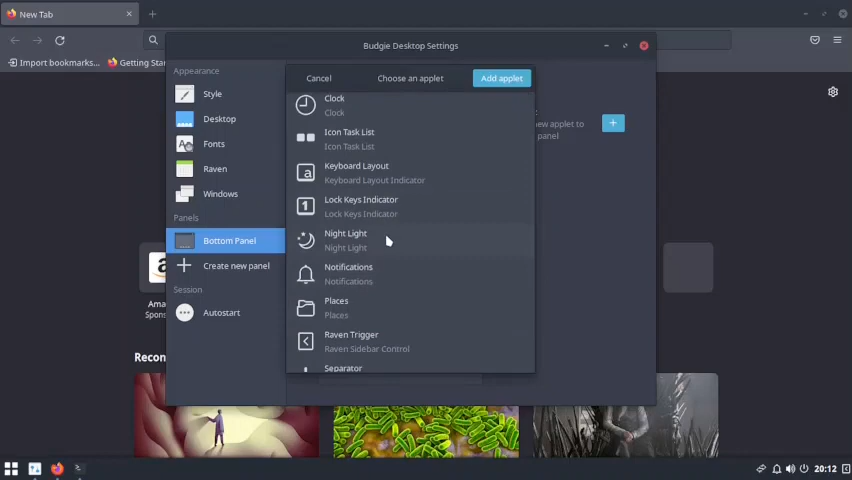 New Tab
Budgie Desktop Settings
Import bookmarks...
Getting Star
Appearance
Style
Desktop
Fonts
Raven
Windows
Panels
Bottom Panel
Create new panel
Session
Autostart
Cancel
Choose an applet
Add applet
Clock
Clock
Icon Task List
Icon Task List
Keyboard Layout
Keyboard Layout Indicator
Lock Keys Indicator
Lock Keys Indicator
Night Light
Night Light
Notifications
Notifications
Places
Places
Raven Trigger
Raven Sidebar Control
Separator
new applet to
panel
Ama
Spons
Recon
20:12